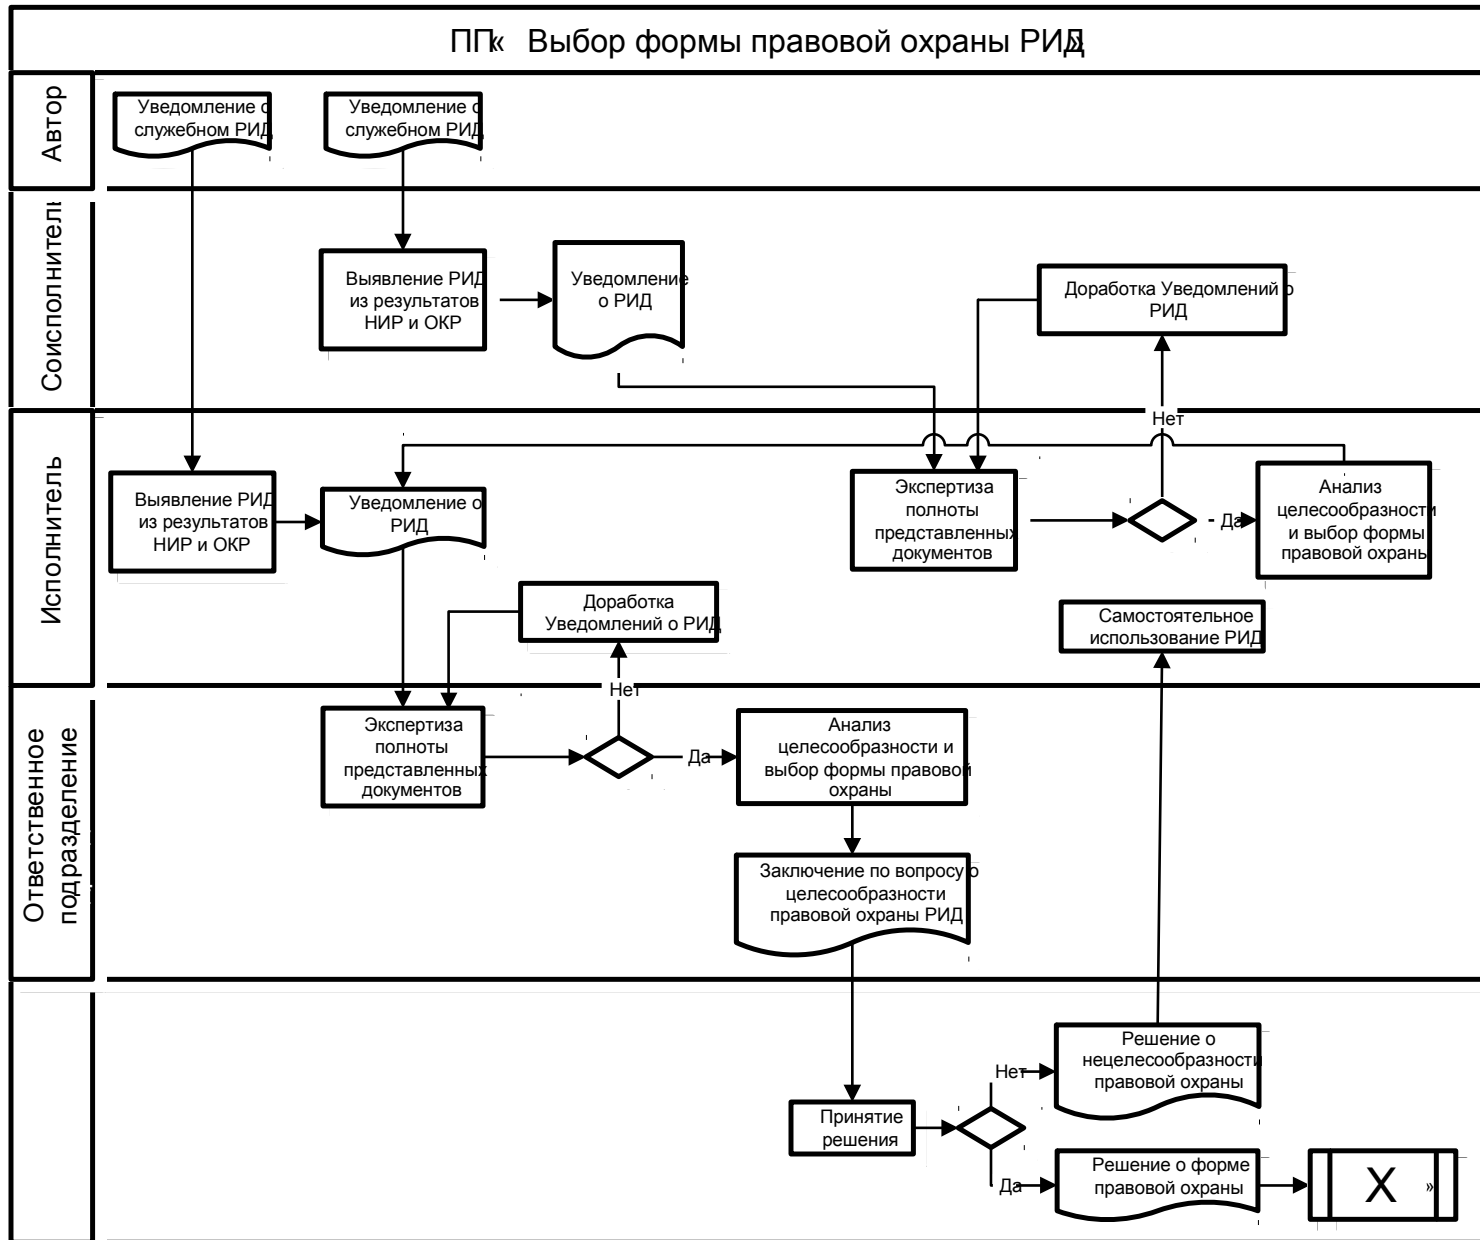 ПП« Выбор формы правовой охраны РИД»
Автор
Уведомление о
служебном РИД
Уведомление о
служебном РИД
Соисполнитель
Выявление РИД
из результатов
НИР и ОКР
Уведомление
о РИД
Доработка Уведомлений о
РИД
Нет
Исполнитель
Выявление РИД
из результатов
НИР и ОКР
Уведомление о
РИД
Экспертиза
полноты
представленных
документов
Да
Анализ
целесообразности
и выбор формы
правовой охраны
Доработка
Уведомлений о РИД
Самостоятельное
использование РИД
Нет
Ответственное
подразделение
Экспертиза
полноты
представленных
документов
Да
Анализ
целесообразности и
выбор формы правовой
охраны
Заключение по вопросу о
целесообразности
правовой охраны РИД
Принятие
решения
Нет
Решение о
нецелесообразности
правовой охраны
Да
Решение о форме
правовой охраны
Х »